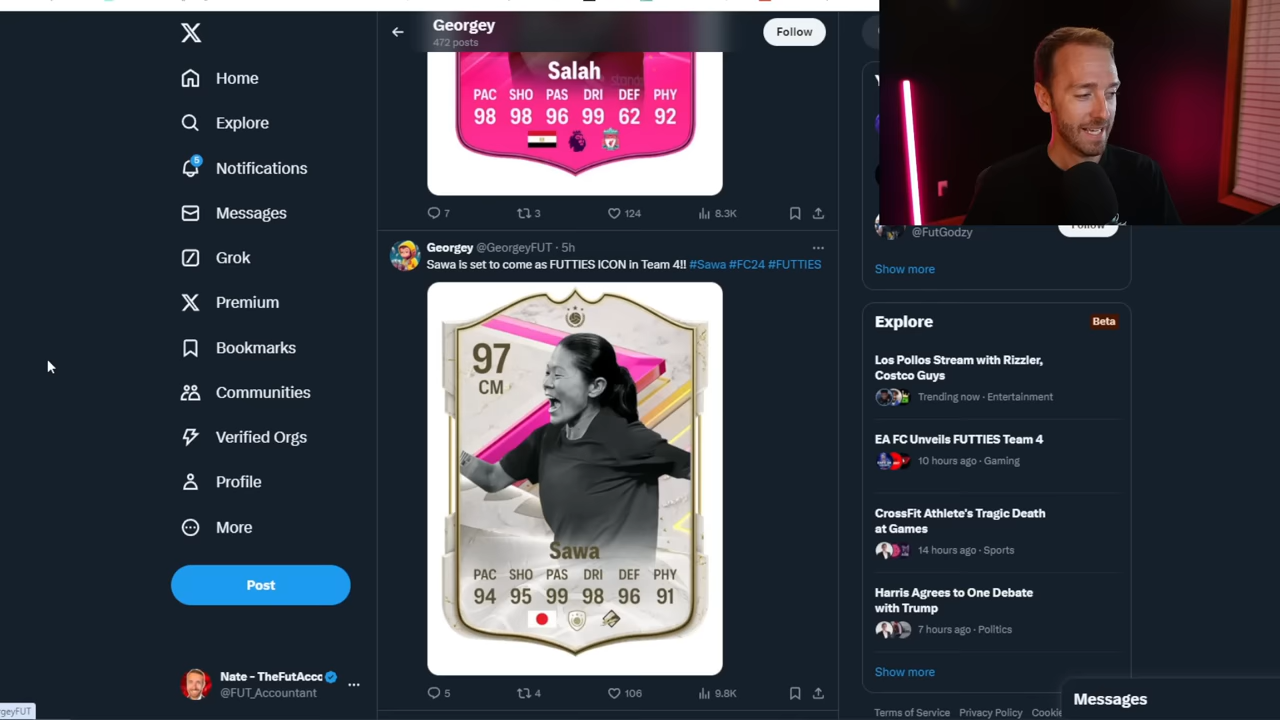 Georgey
472 posts
Follow
Home
Explore
5
Notifications
Messages
Grok
Premium
Bookmarks
Communities
Verified Orgs
Profile
More
Post
Nate - TheFutAcc
@FUT_Accountant
Salah
PAC SHO PAS DRI DEF PHY
98 98 96 99 62 92
7 3 124 8.3K
Georgey @GeorgeyFUT · 5h
Sawa is set to come as FUTTIES ICON in Team 4!! #Sawa #FC24 #FUTTIES
97
CM
Sawa
PAC SHO PAS DRI DEF PHY
94 95 99 98 96 91
5 4 106 9.8K
@FutGodzy
Follow
Show more
Explore
Beta
Los Pollos Stream with Rizzler,
Costco Guys
Trending now · Entertainment
EA FC Unveils FUTTIES Team 4
10 hours ago · Gaming
CrossFit Athlete's Tragic Death
at Games
14 hours ago · Sports
Harris Agrees to One Debate
with Trump
7 hours ago · Politics
Show more
Messages
Terms of Service Privacy Policy Cookie
rgeyFUT